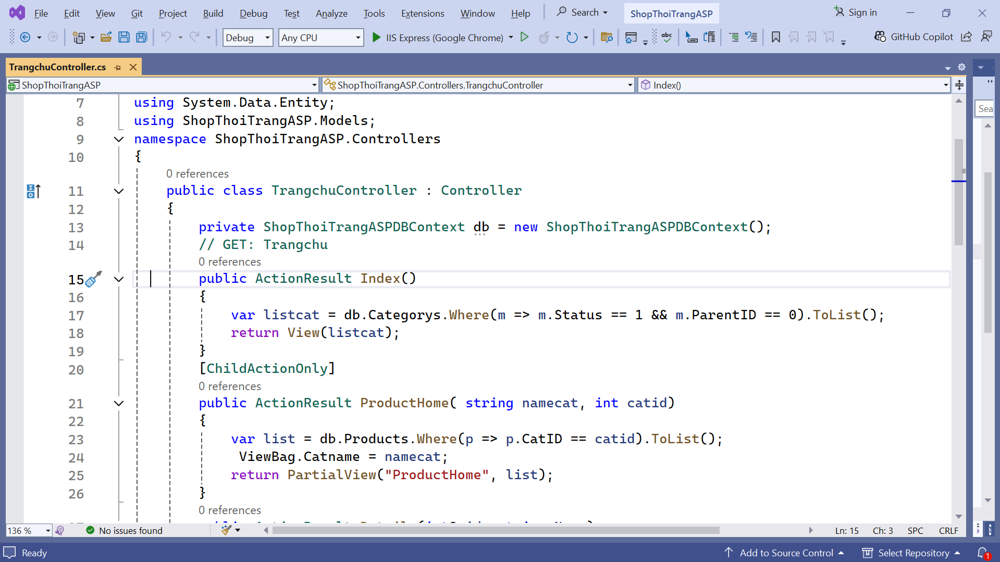 File Edit View Git Project Build Debug Test Analyze Tools Extensions Window Help Search ShopThoiTrangASP Sign in
Debug Any CPU IIS Express (Google Chrome) abc GitHub Copilot
TrangchuController.cs
ShopThoiTrangASP ShopThoiTrangASP.Controllers.TrangchuController Index()
Sea
7 using System.Data.Entity;
8 using ShopThoiTrangASP.Models;
9 namespace ShopThoiTrangASP.Controllers
10 {
0 references
11 public class TrangchuController : Controller
12 {
13 private ShopThoiTrangASPDBContext db = new ShopThoiTrangASPDBContext();
14 // GET: Trangchu
0 references
15 public ActionResult Index()
16 {
17 var listcat = db.Categorys.Where(m => m.Status == 1 && m.ParentID == 0).ToList();
18 return View(listcat);
19 }
20 [ChildActionOnly]
0 references
21 public ActionResult ProductHome( string namecat, int catid)
22 {
23 var list = db.Products.Where(p => p.CatID == catid).ToList();
24 ViewBag.Catname = namecat;
25 return PartialView("ProductHome", list);
26 }
0 references
136 % No issues found Ln: 15 Ch: 3 SPC CRLF
Ready Add to Source Control Select Repository 1